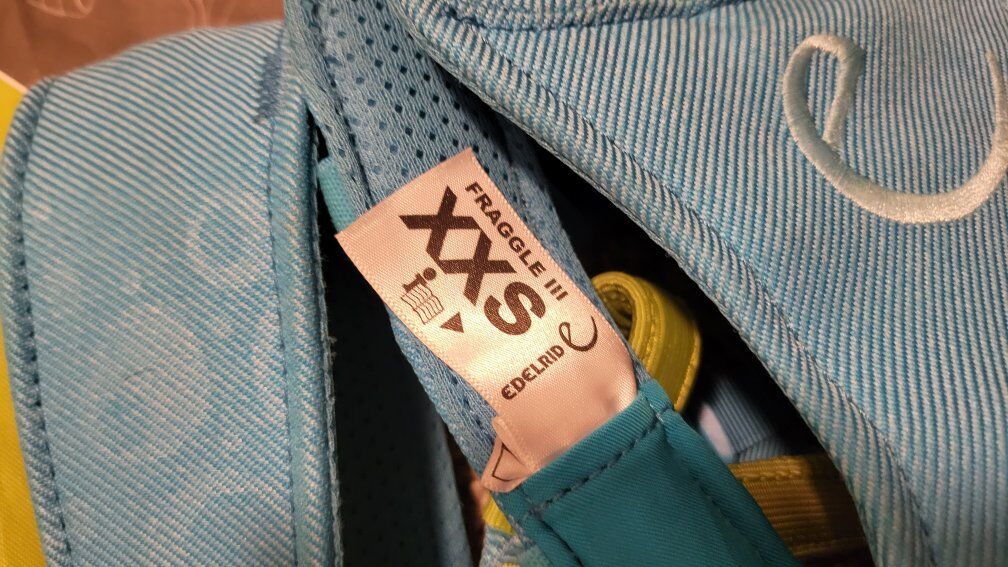 FRAGGLE III
XXS
EDELRID e
e